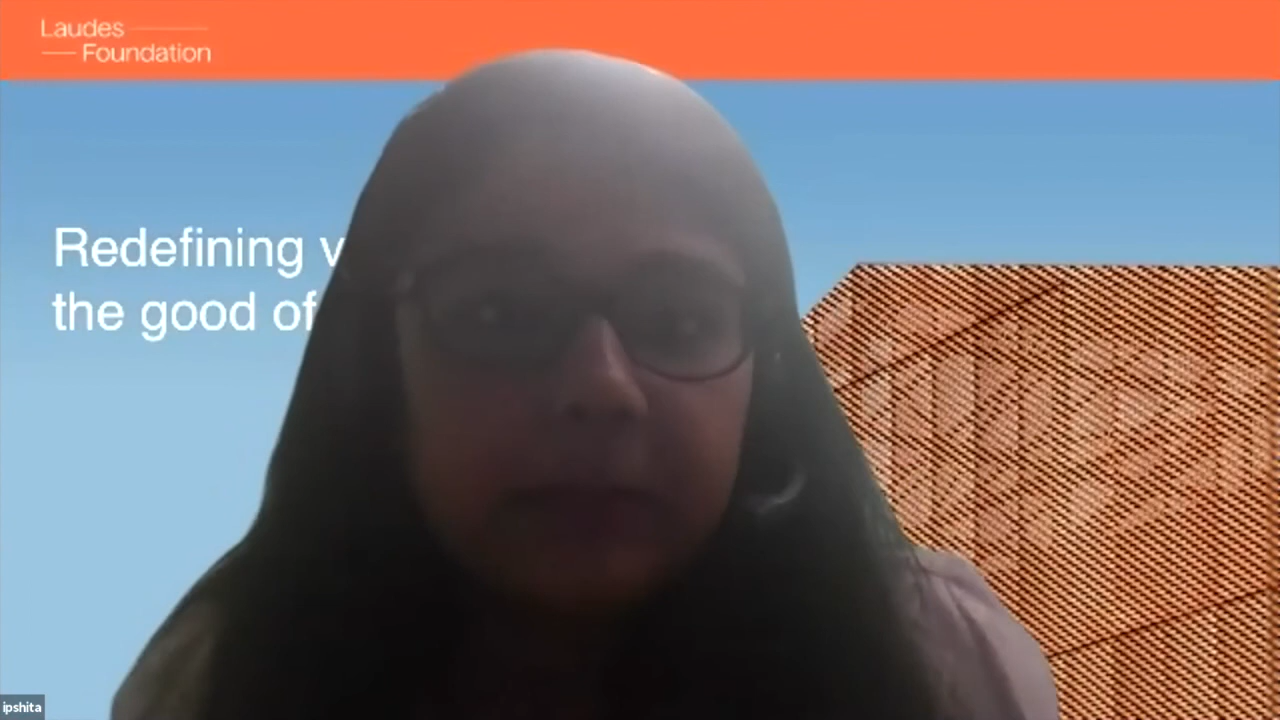 Laudes
Foundation
Redefining v
the good of
ipshita